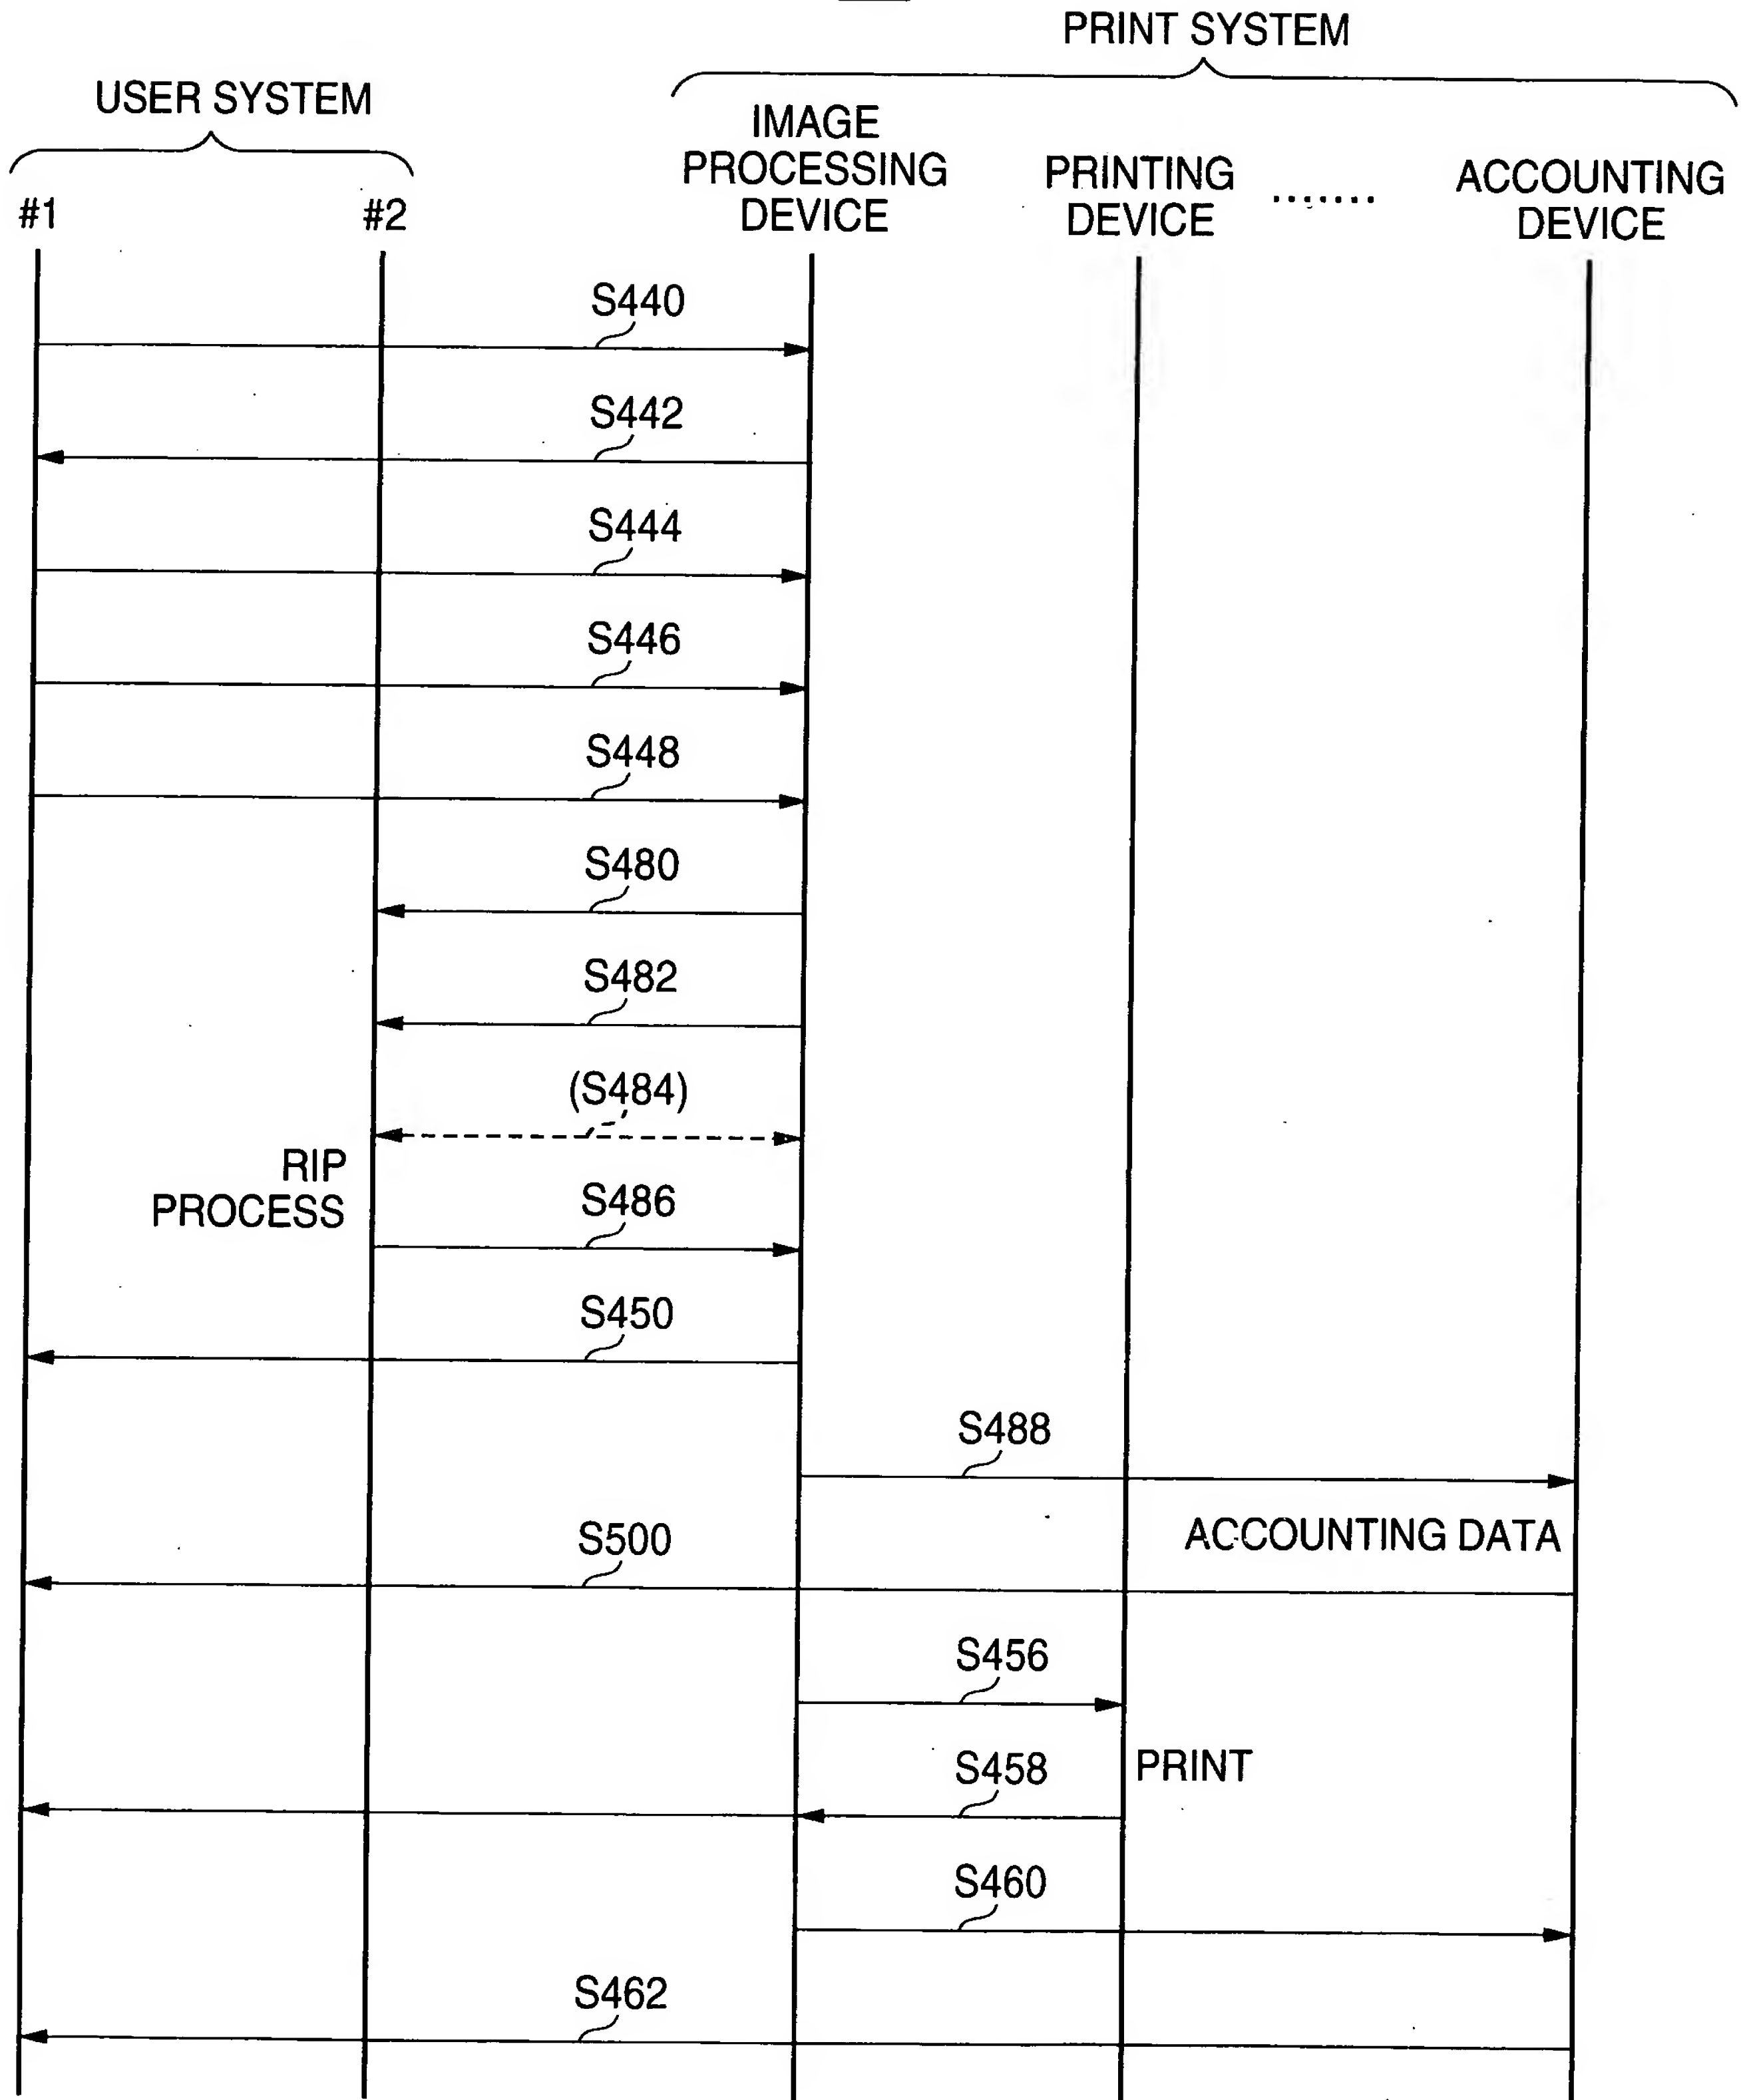 PRINT SYSTEM
USER SYSTEM
IMAGE
PROCESSING
DEVICE
PRINTING
DEVICE
.......
ACCOUNTING
DEVICE
#1
#2
S440
S442
S444
S446
S448
S480
S482
(S484)
RIP
PROCESS
S486
S450
S488
ACCOUNTING DATA
S500
S456
S458
PRINT
S460
S462